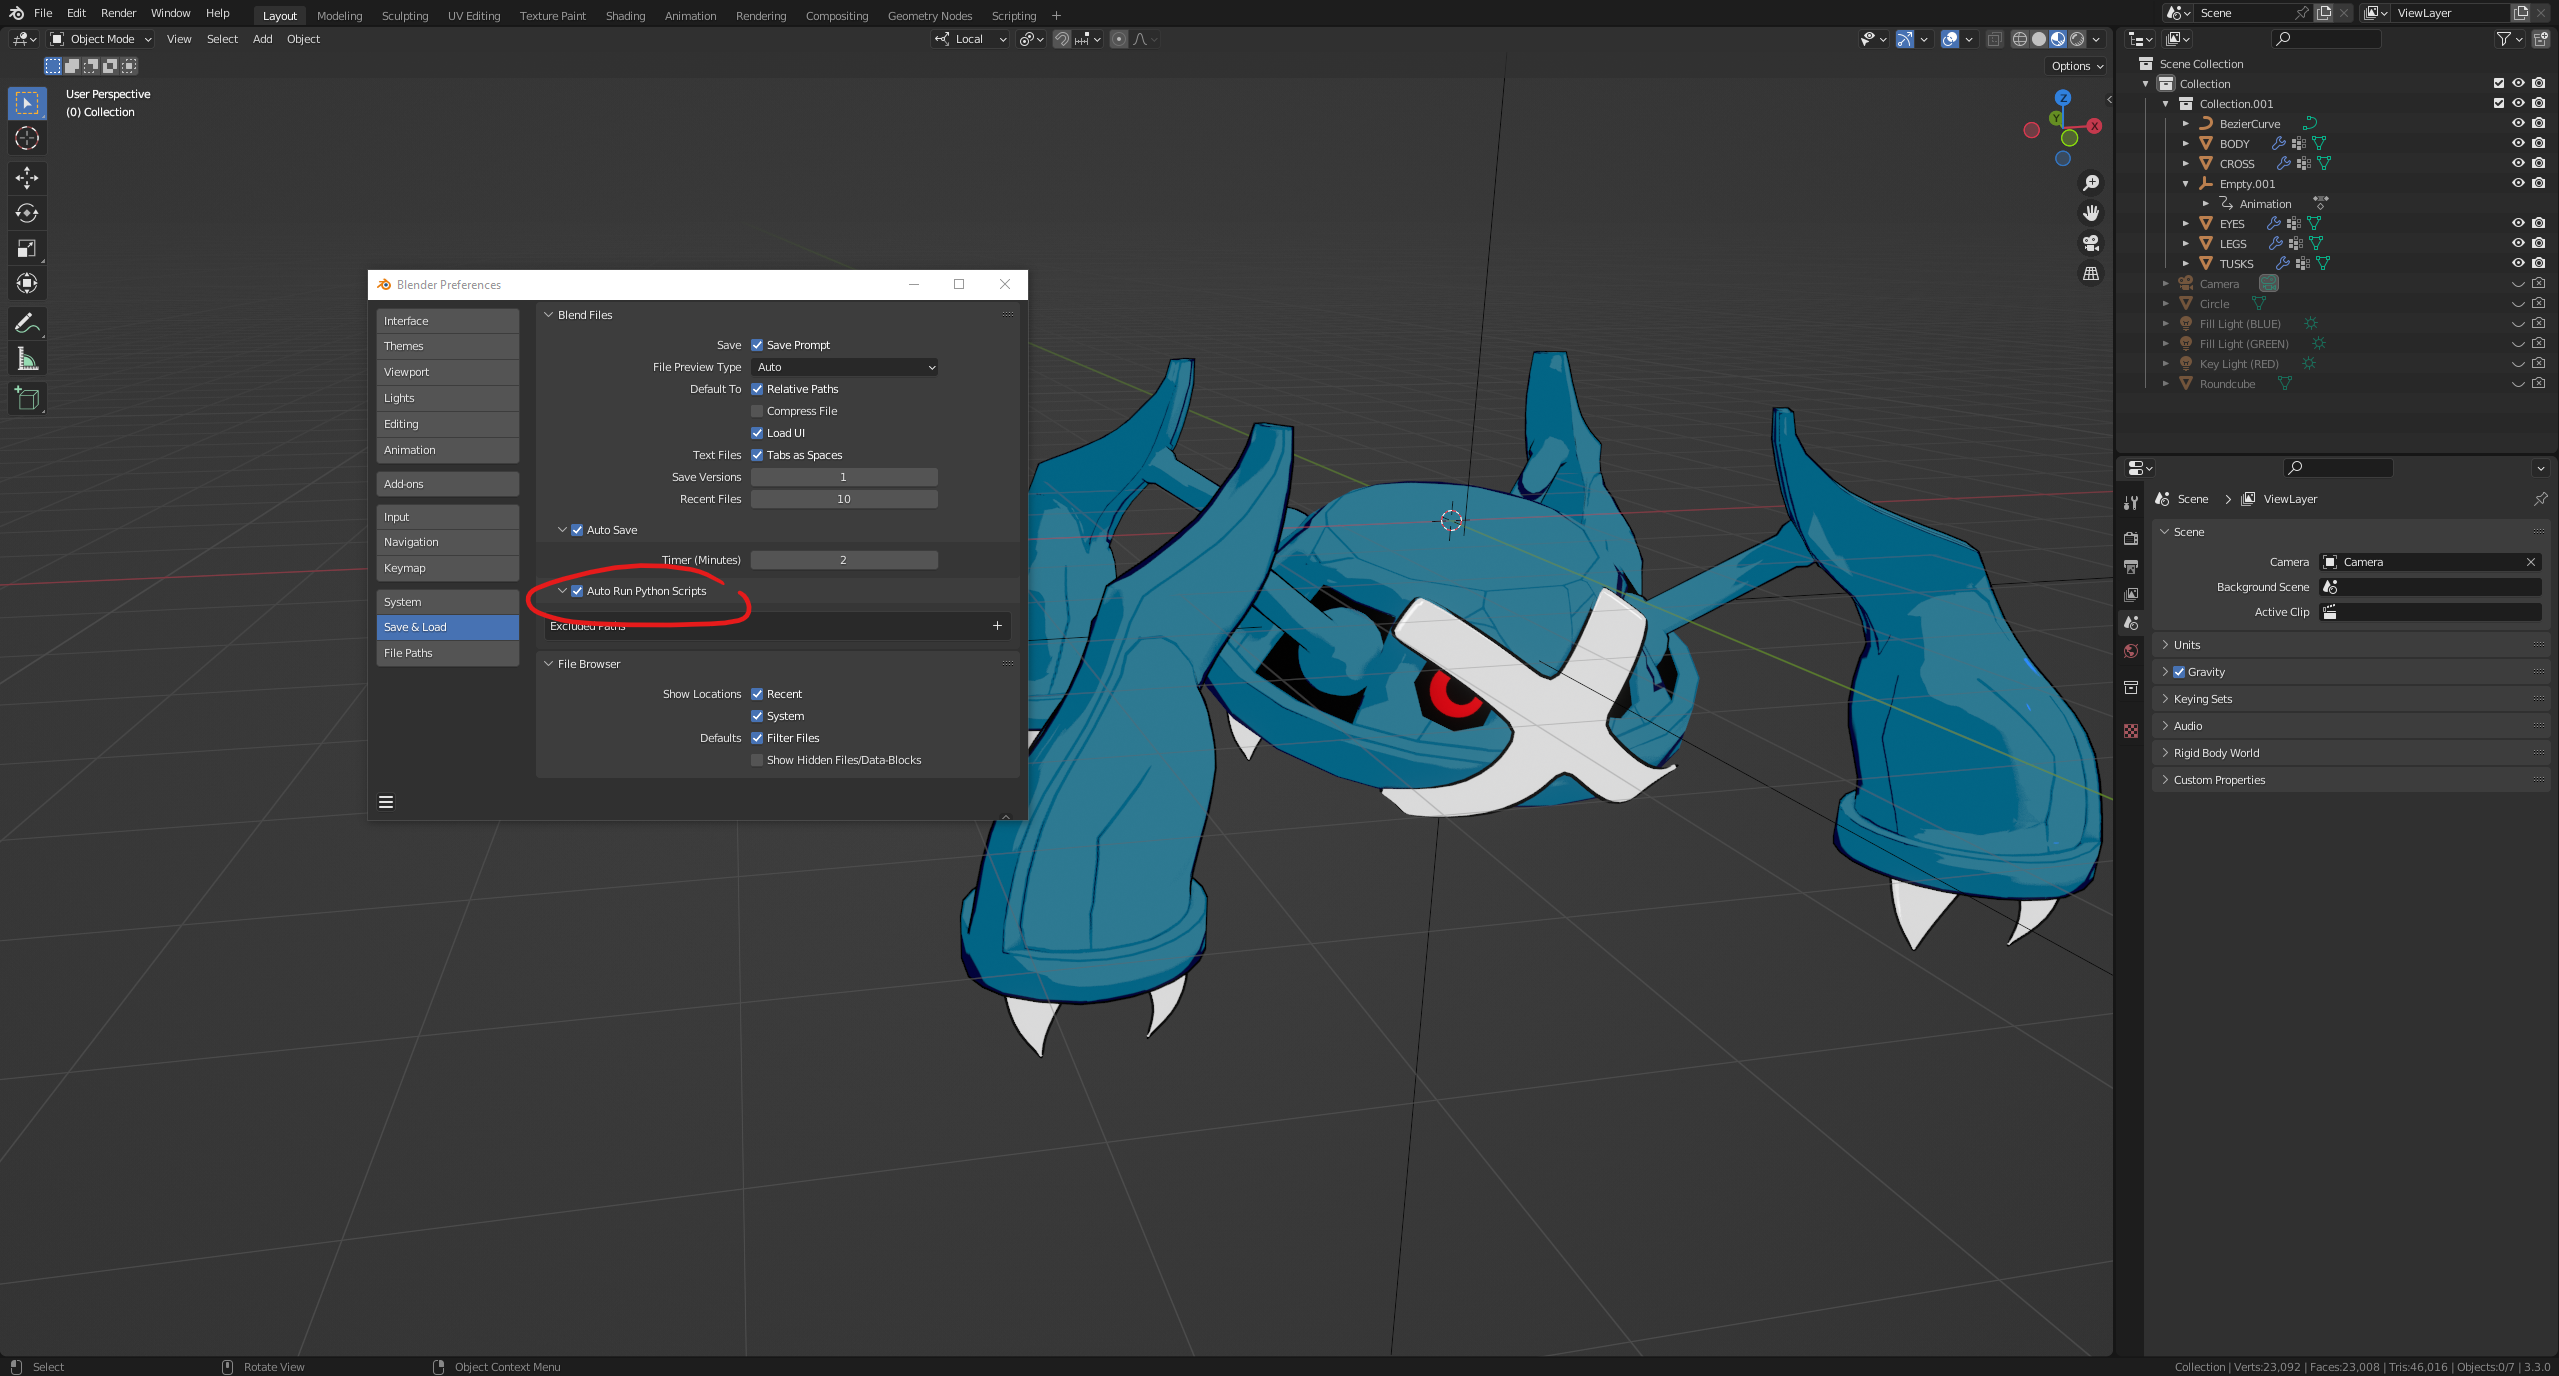 File Edit Render Window Help Layout Modeling Sculpting UV Editing Texture Paint Shading Animation Rendering Compositing Geometry Nodes Scripting + Scene ViewLayer
Object Mode View Select Add Object Local
Options
User Perspective
(0) Collection
Z
Y
X
Blender Preferences
Interface
Themes
Viewport
Lights
Editing
Animation
Add-ons
Input
Navigation
Keymap
System
Save & Load
File Paths
Blend Files
Save Save Prompt
File Preview Type Auto
Default To Relative Paths
Compress File
Load UI
Text Files Tabs as Spaces
Save Versions 1
Recent Files 10
Auto Save
Timer (Minutes) 2
Auto Run Python Scripts
Excluded Paths +
File Browser
Show Locations Recent
System
Defaults Filter Files
Show Hidden Files/Data-Blocks
Scene Collection
Collection
Collection.001
BezierCurve
BODY
CROSS
Empty.001
Animation
EYES
LEGS
TUSKS
Camera
Circle
Fill Light (BLUE)
Fill Light (GREEN)
Key Light (RED)
Roundcube
Scene > ViewLayer
Scene
Camera Camera
Background Scene
Active Clip
Units
Gravity
Keying Sets
Audio
Rigid Body World
Custom Properties
Select Rotate View Object Context Menu
Collection | Verts:23,092 | Faces:23,008 | Tris:46,016 | Objects:0/7 | 3.3.0